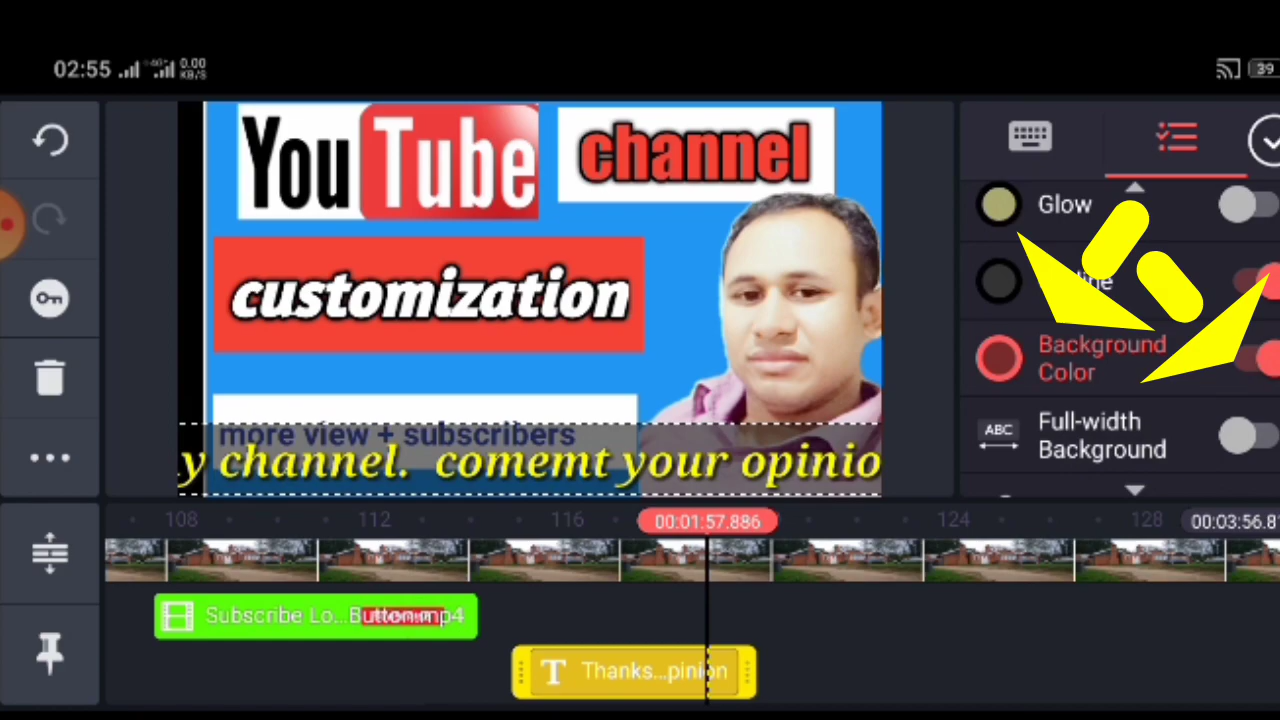 02:55 4G+ 0.00 KB/S 39
YouTube channel
customization
more view + subscribers
y channel. comemt your opinio
Glow
Background
Color
ABC
Full-width
Background
108 112 116 00:01:57.886 124 128 00:03:56.8
Subscribe Lo...Button.mp4
T Thanks...pinion